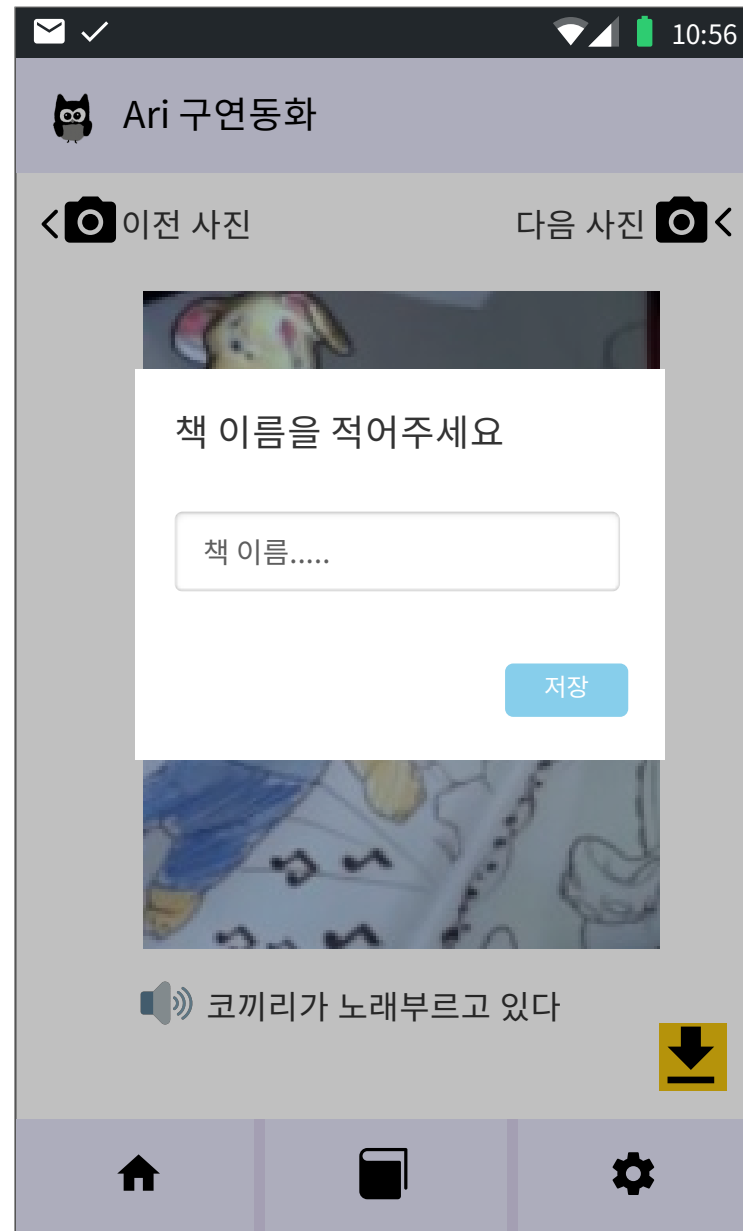 10:56
Ari 구연동화
이전 사진
다음 사진
책 이름을 적어주세요
책 이름.....
저장
코끼리가 노래부르고 있다